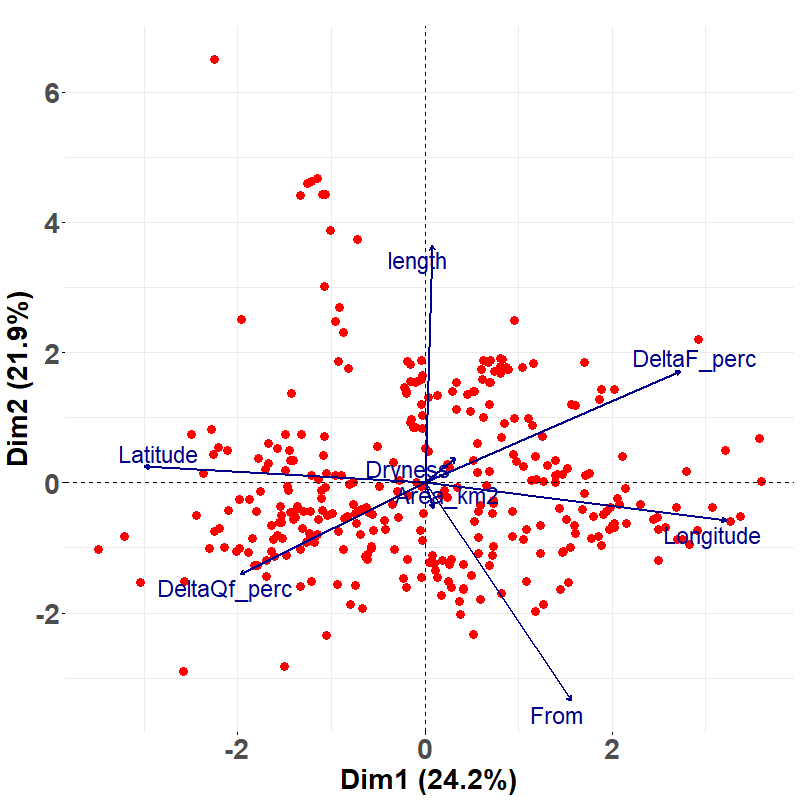 6
4
2
0
-2
Dim2 (21.9%)
length
DeltaF_perc
Latitude
Dryness
Area_km2
Longitude
DeltaQf_perc
From
-2
0
2
Dim1 (24.2%)